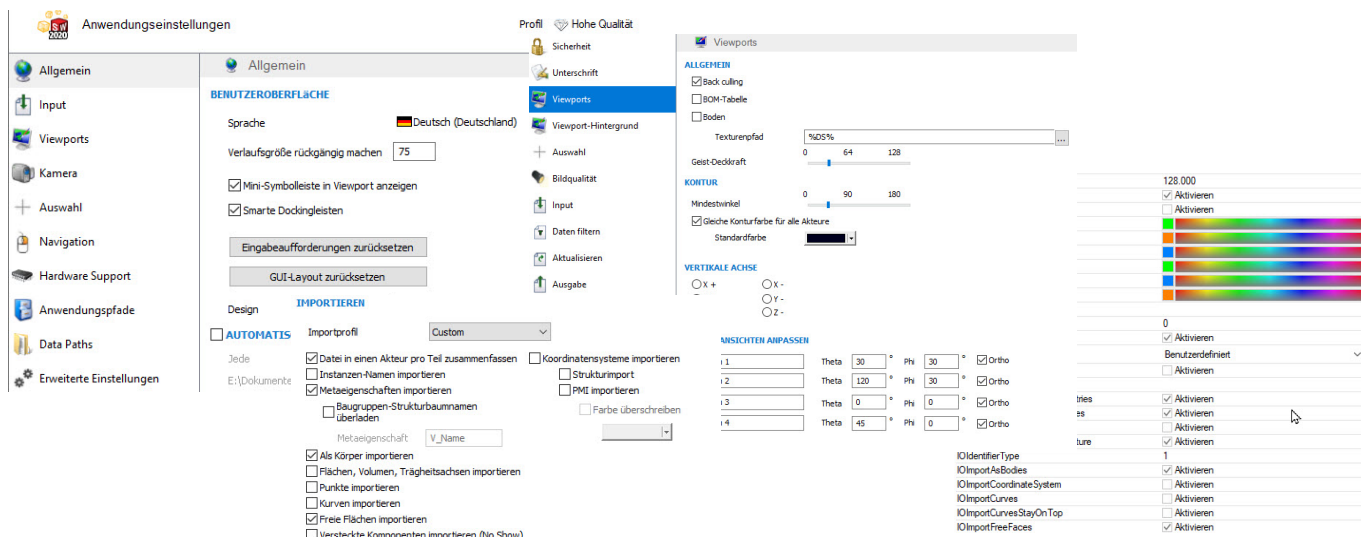 SW
2020
Anwendungseinstellungen
Allgemein
Input
Viewports
Kamera
Auswahl
Navigation
Hardware Support
Anwendungspfade
Data Paths
Erweiterte Einstellungen
Allgemein
BENUTZEROBERFLäCHE
Sprache Deutsch (Deutschland)
Verlaufsgröße rückgängig machen 75
Mini-Symbolleiste in Viewport anzeigen
Smarte Dockingleisten
Eingabeaufforderungen zurücksetzen
GUI-Layout zurücksetzen
Design
AUTOMATIS
Jede
E:\Dokumente
IMPORTIEREN
Importprofil Custom
Datei in einen Akteur pro Teil zusammenfassen
Instanzen-Namen importieren
Metaeigenschaften importieren
Baugruppen-Strukturbaumnamen
überladen
Metaeigenschaft V_Name
Als Körper importieren
Flächen, Volumen, Trägheitsachsen importieren
Punkte importieren
Kurven importieren
Freie Flächen importieren
Versteckte Komponenten importieren (No Show)
Koordinatensysteme importieren
Strukturimport
PMI importieren
Farbe überschreiben
Profil Hohe Qualität
Sicherheit
Unterschrift
Viewports
Viewport-Hintergrund
Auswahl
Bildqualität
Input
Daten filtern
Aktualisieren
Ausgabe
Viewports
ALLGEMEIN
Back culling
BOM-Tabelle
Boden
Texturenpfad %DS% ...
0 64 128
Geist-Deckkraft
KONTUR
0 90 180
Mindestwinkel
Gleiche Konturfarbe für alle Akteure
Standardfarbe
VERTIKALE ACHSE
X + X -
Y -
Z -
ANSICHTEN ANPASSEN
1 Theta 30 ° Phi 30 ° Ortho
2 Theta 120 ° Phi 30 ° Ortho
3 Theta 0 ° Phi 0 ° Ortho
4 Theta 45 ° Phi 0 ° Ortho
128.000
Aktivieren
Aktivieren
0
Aktivieren
Benutzerdefiniert
Aktivieren
tries Aktivieren
es Aktivieren
Aktivieren
ture Aktivieren
IOIdentifierType 1
IOImportAsBodies Aktivieren
IOImportCoordinateSystem Aktivieren
IOImportCurves Aktivieren
IOImportCurvesStayOnTop Aktivieren
IOImportFreeFaces Aktivieren